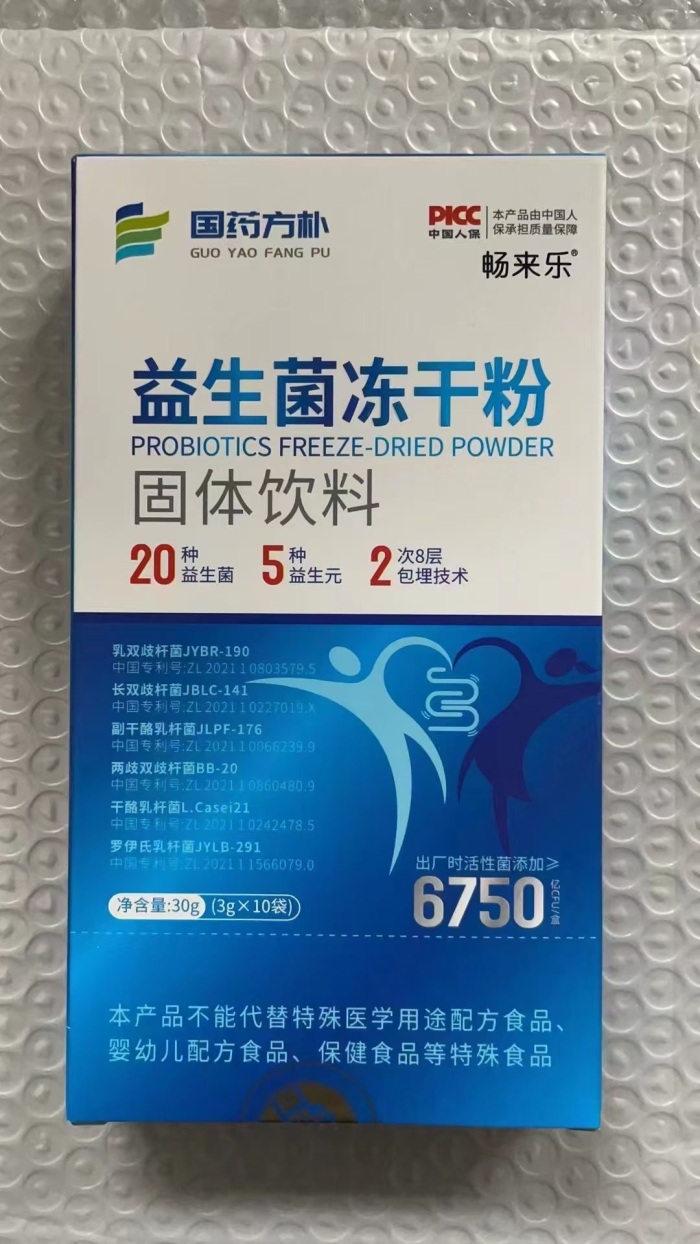 国药方朴
GUO YAO FANG PU
PICC
中国人保
本产品由中国人
保承担质量保障
畅来乐®
益生菌冻干粉
PROBIOTICS FREEZE-DRIED POWDER
固体饮料
20种益生菌
5种益生元
2次8层包埋技术
乳双歧杆菌JYBR-190
中国专利号:ZL 2021 1 0803579.5
长双歧杆菌JBLC-141
中国专利号:ZL 2021 1 0227019.X
副干酪乳杆菌JLPF-176
中国专利号:ZL 2021 1 0066239.9
两歧双歧杆菌BB-20
中国专利号:ZL 2021 1 0860480.9
干酪乳杆菌L.Casei21
中国专利号:ZL 2021 1 0242478.5
罗伊氏乳杆菌JYLB-291
中国专利号:ZL 2021 1 1566079.0
出厂时活性菌添加≥
6750亿CFU/盒
净含量:30g (3g×10袋)
本产品不能代替特殊医学用途配方食品、
婴幼儿配方食品、保健食品等特殊食品